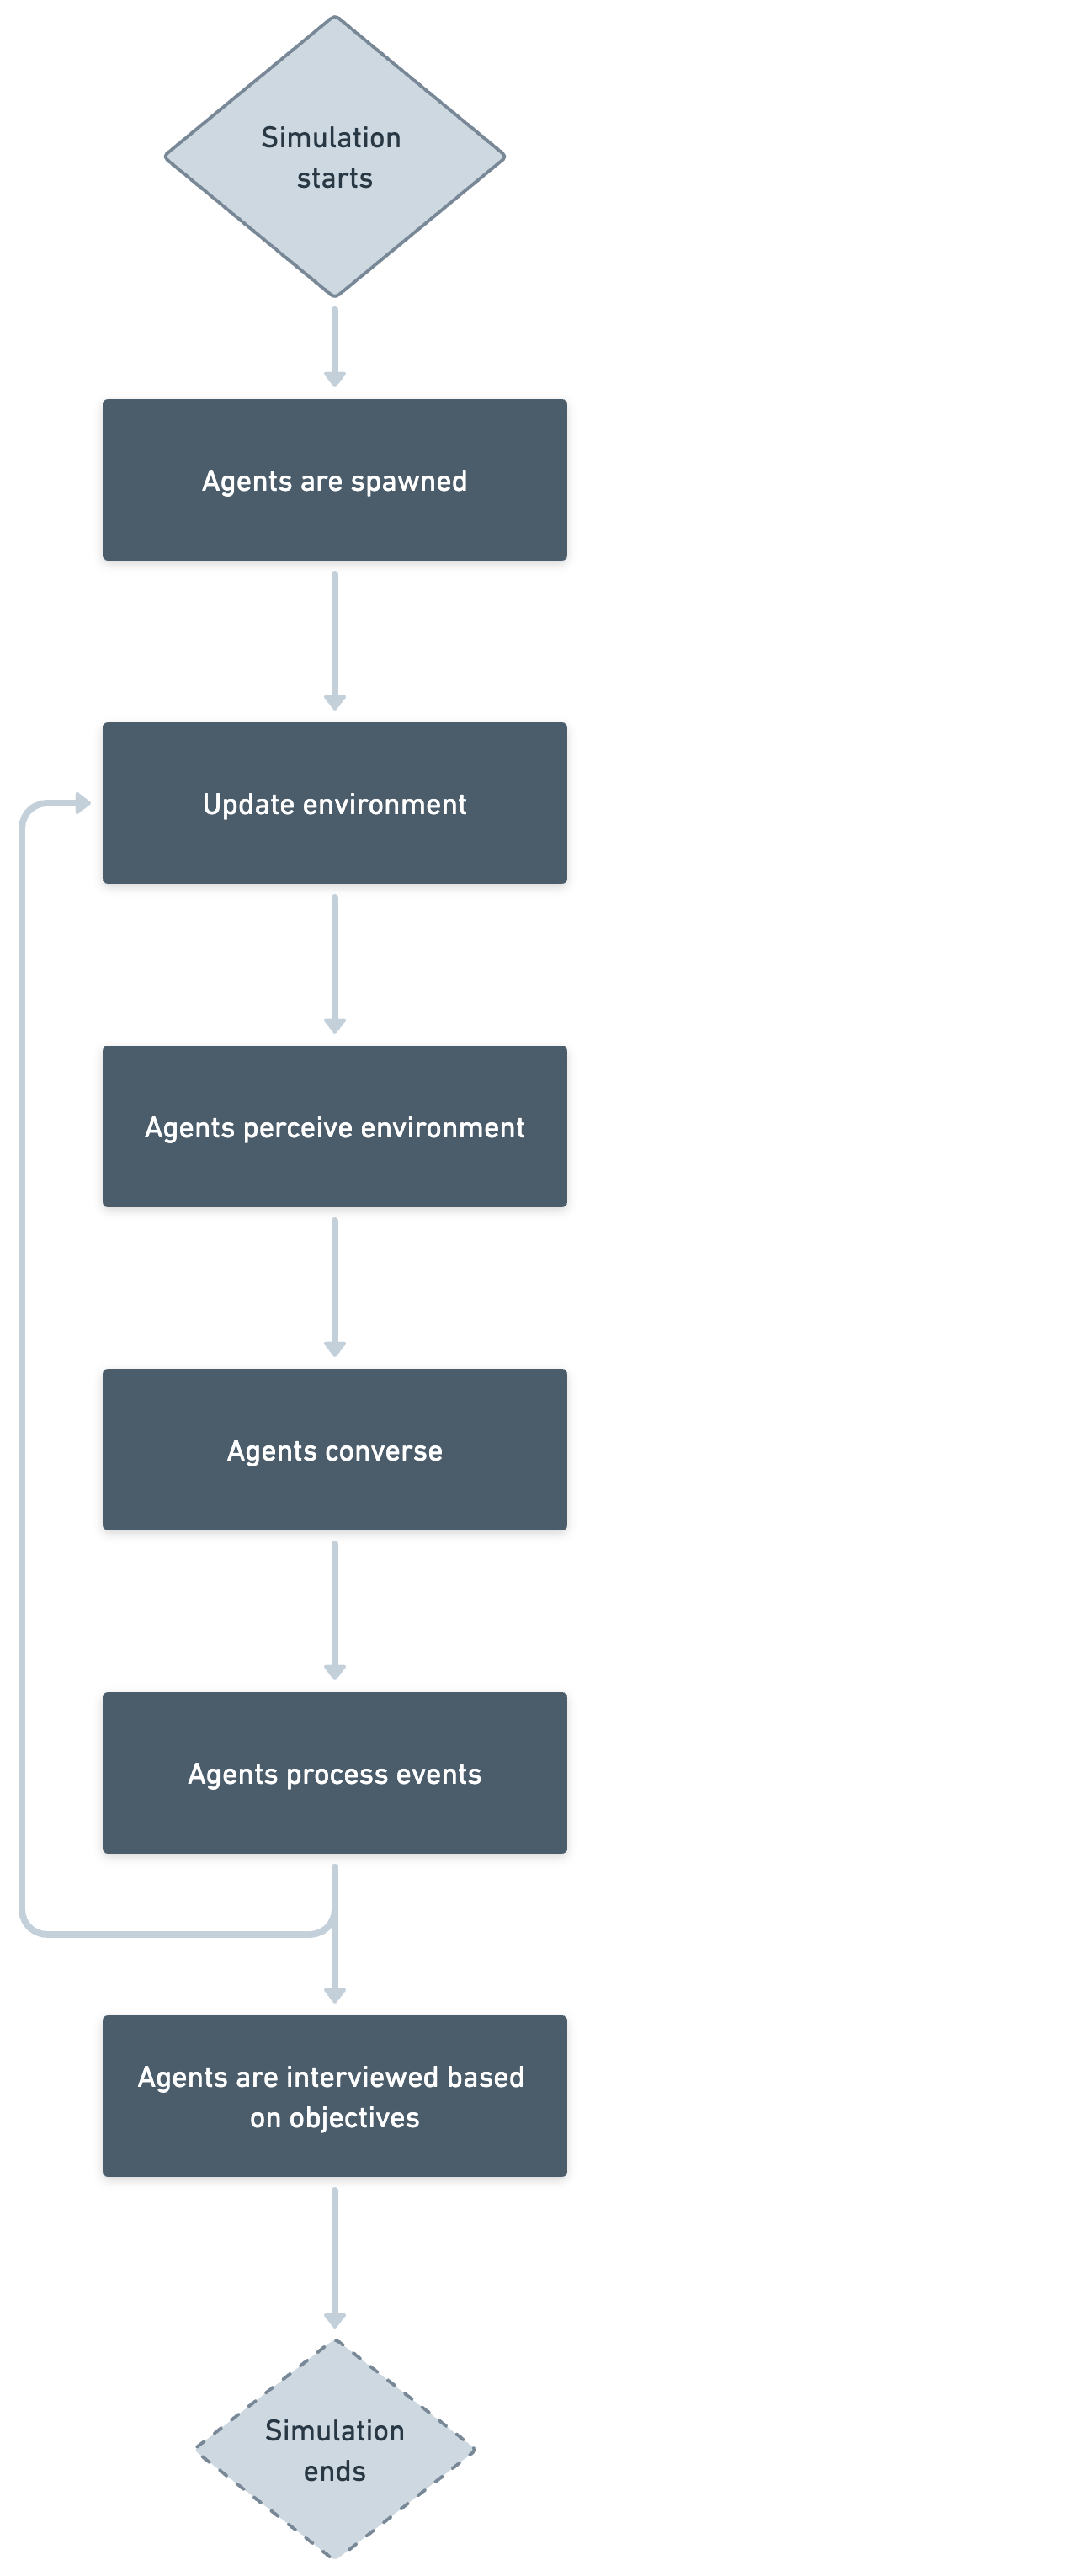 Simulation
starts
Agents are spawned
Update environment
Agents perceive environment
Agents converse
Agents process events
Agents are interviewed based
on objectives
Simulation
ends